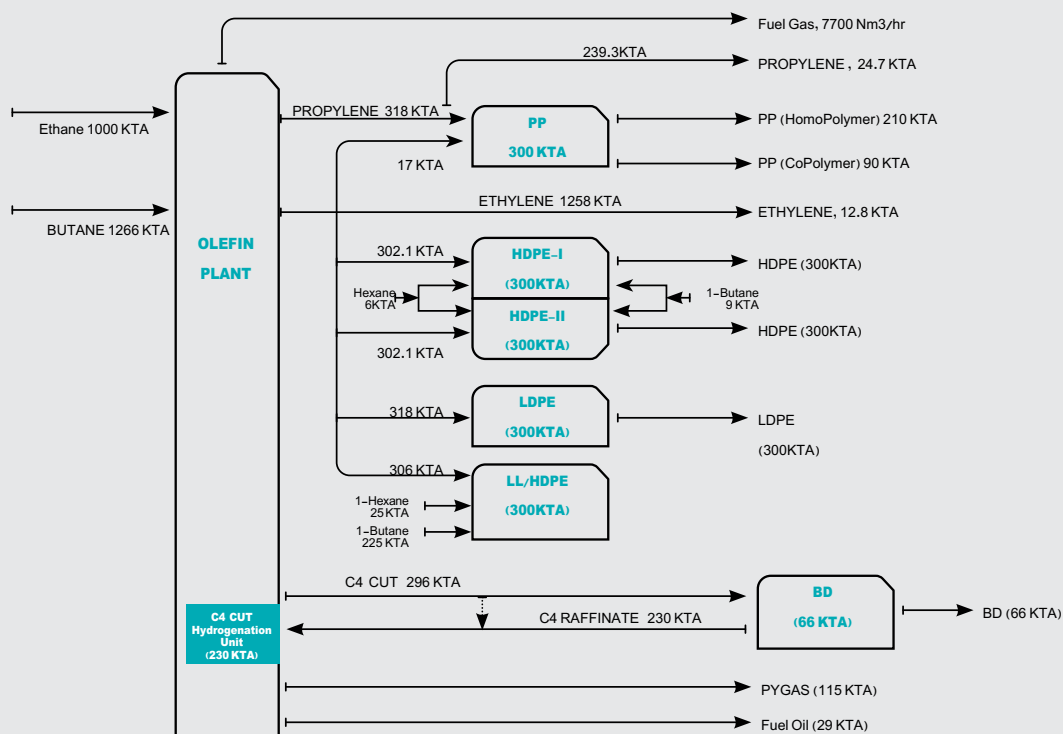 Fuel Gas, 7700 Nm3/hr
239.3KTA
PROPYLENE , 24.7 KTA
Ethane 1000 KTA
PROPYLENE 318 KTA
PP
300 KTA
PP (HomoPolymer) 210 KTA
17 KTA
PP (CoPolymer) 90 KTA
BUTANE 1266 KTA
ETHYLENE 1258 KTA
ETHYLENE, 12.8 KTA
OLEFIN
PLANT
302.1 KTA
HDPE-I
(300KTA)
HDPE (300KTA)
Hexane
6KTA
1-Butane
9 KTA
HDPE-II
(300KTA)
HDPE (300KTA)
302.1 KTA
318 KTA
LDPE
(300KTA)
LDPE
(300KTA)
306 KTA
LL/HDPE
(300KTA)
1-Hexane
25 KTA
1-Butane
225 KTA
C4 CUT 296 KTA
BD
(66 KTA)
BD (66 KTA)
C4 CUT
Hydrogenation
Unit
(230 KTA)
C4 RAFFINATE 230 KTA
PYGAS (115 KTA)
Fuel Oil (29 KTA)